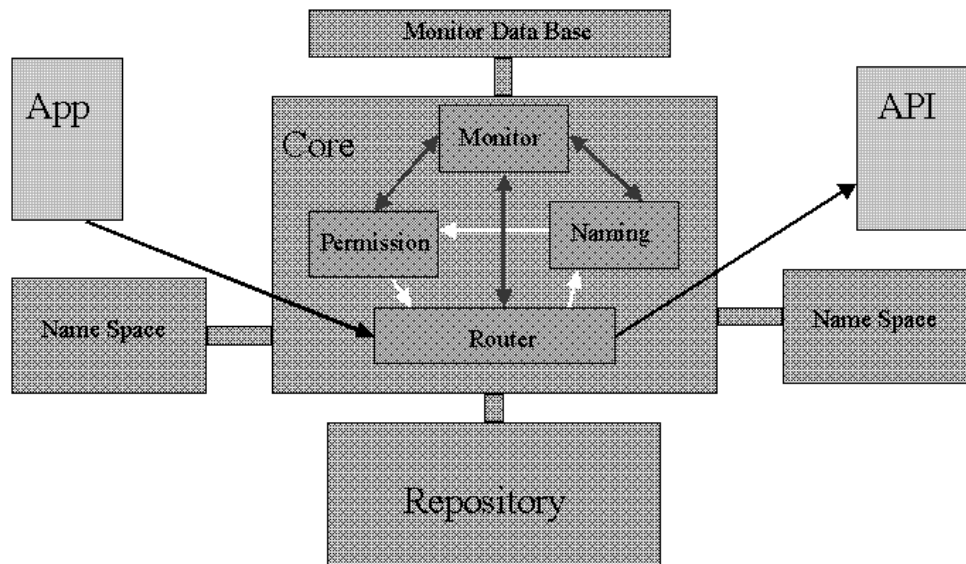 Monitor Data Base
App
API
Core
Monitor
Permission
Naming
Name Space
Router
Name Space
Repository